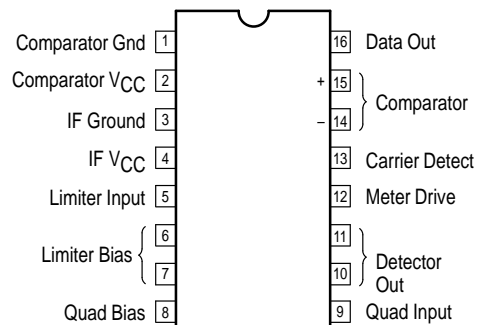 Comparator Gnd 1 16 Data Out
Comparator VCC 2 + 15
Comparator
IF Ground 3 – 14
IF VCC 4 13 Carrier Detect
Limiter Input 5 12 Meter Drive
6 11
Limiter Bias Detector
7 10 Out
Quad Bias 8 9 Quad Input